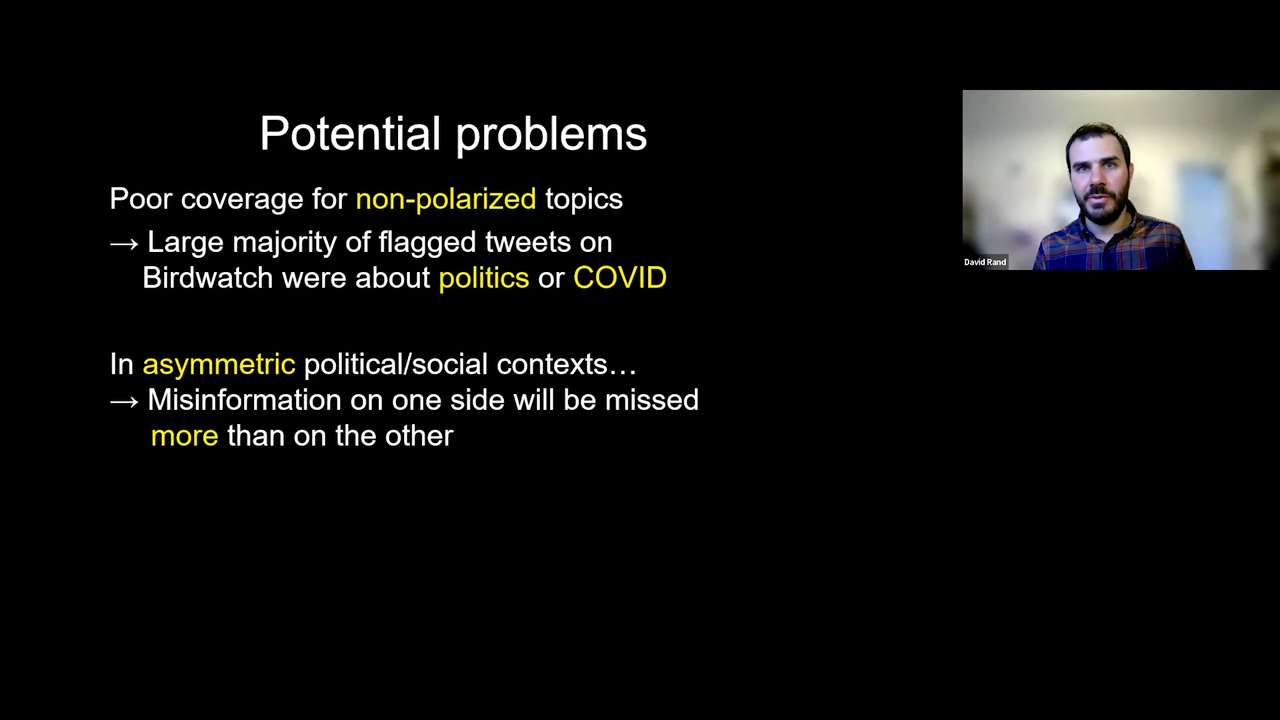 Potential problems
Poor coverage for non-polarized topics
→ Large majority of flagged tweets on
Birdwatch were about politics or COVID
In asymmetric political/social contexts…
→ Misinformation on one side will be missed
more than on the other
David Rand